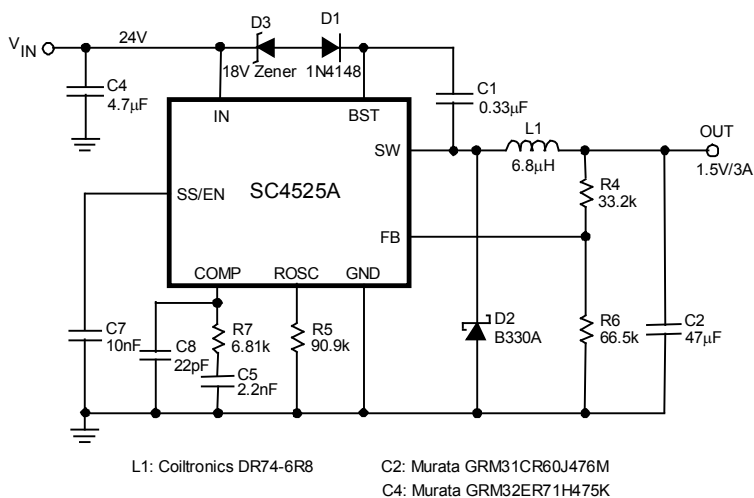 D3
D1
V IN
24V
18V Zener
1N4148
C4
4.7µF
C1
0.33µF
IN
BST
SW
L1
6.8µH
OUT
1.5V/3A
SS/EN
SC4525A
R4
33.2k
FB
COMP
ROSC
GND
C7
10nF
C8
22pF
R7
6.81k
C5
2.2nF
R5
90.9k
D2
B330A
R6
66.5k
C2
47µF
L1: Coiltronics DR74-6R8
C2: Murata GRM31CR60J476M
C4: Murata GRM32ER71H475K